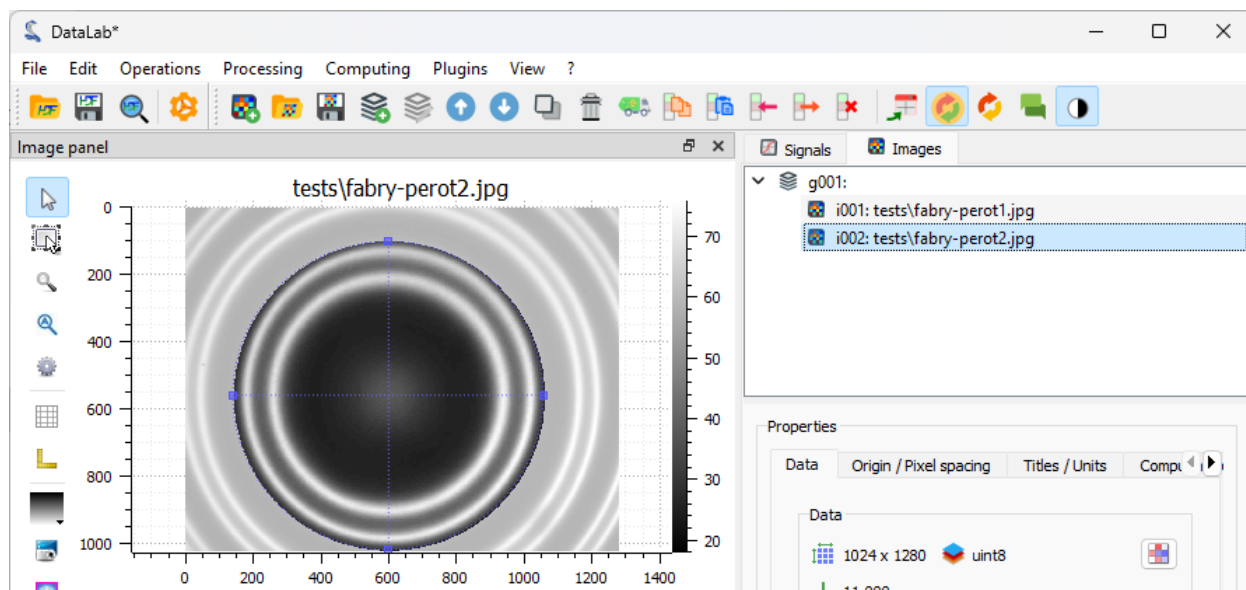 DataLab*
File Edit Operations Processing Computing Plugins View ?
Image panel
Signals Images
tests\fabry-perot2.jpg
g001:
i001: tests\fabry-perot1.jpg
i002: tests\fabry-perot2.jpg
0
200
400
600
800
1000
0 200 400 600 800 1000 1200 1400
70
60
50
40
30
20
Properties
Data Origin / Pixel spacing Titles / Units
Data
1024 x 1280 uint8